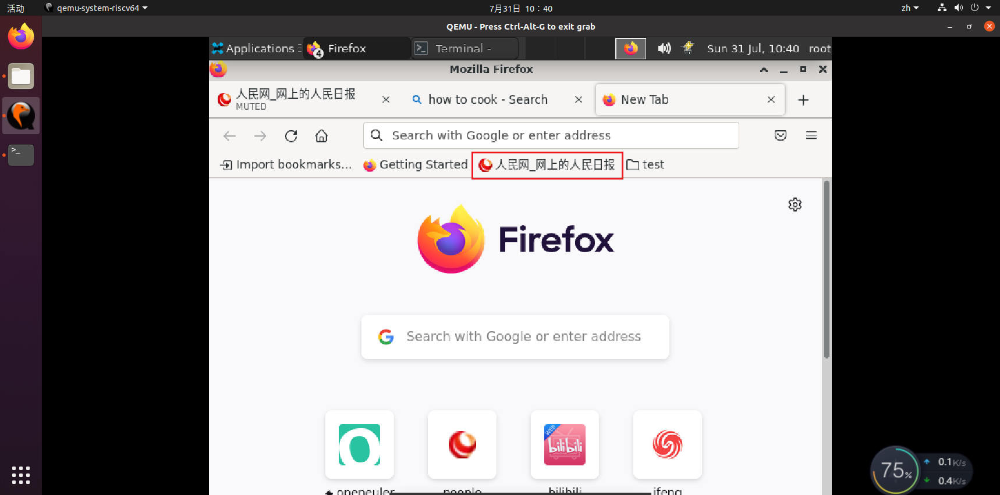 活动
qemu-system-riscv64
7月31日 10：40
zh
QEMU - Press Ctrl-Alt-G to exit grab
Applications
4
Firefox
Terminal -
Sun 31 Jul, 10:40
root
Mozilla Firefox
人民网_网上的人民日报
MUTED
how to cook - Search
New Tab
Search with Google or enter address
Import bookmarks...
Getting Started
人民网_网上的人民日报
test
Firefox
Search with Google or enter address
WEB
bilibili
openeuler
people
bilibili
ifeng
75%
0.1K/s
0.4K/s